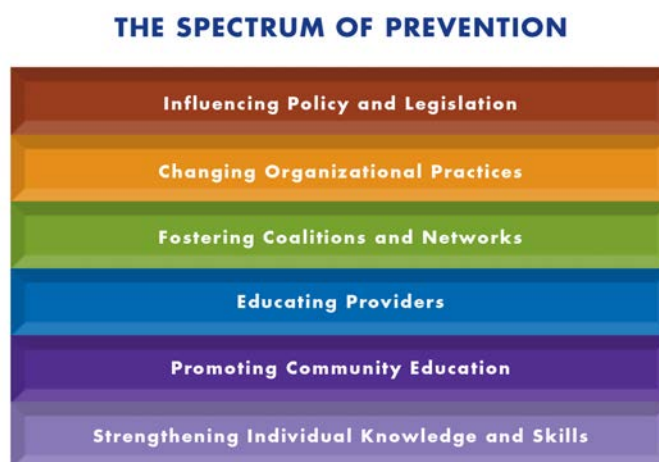 THE SPECTRUM OF PREVENTION
Influencing Policy and Legislation
Changing Organizational Practices
Fostering Coalitions and Networks
Educating Providers
Promoting Community Education
Strengthening Individual Knowledge and Skills